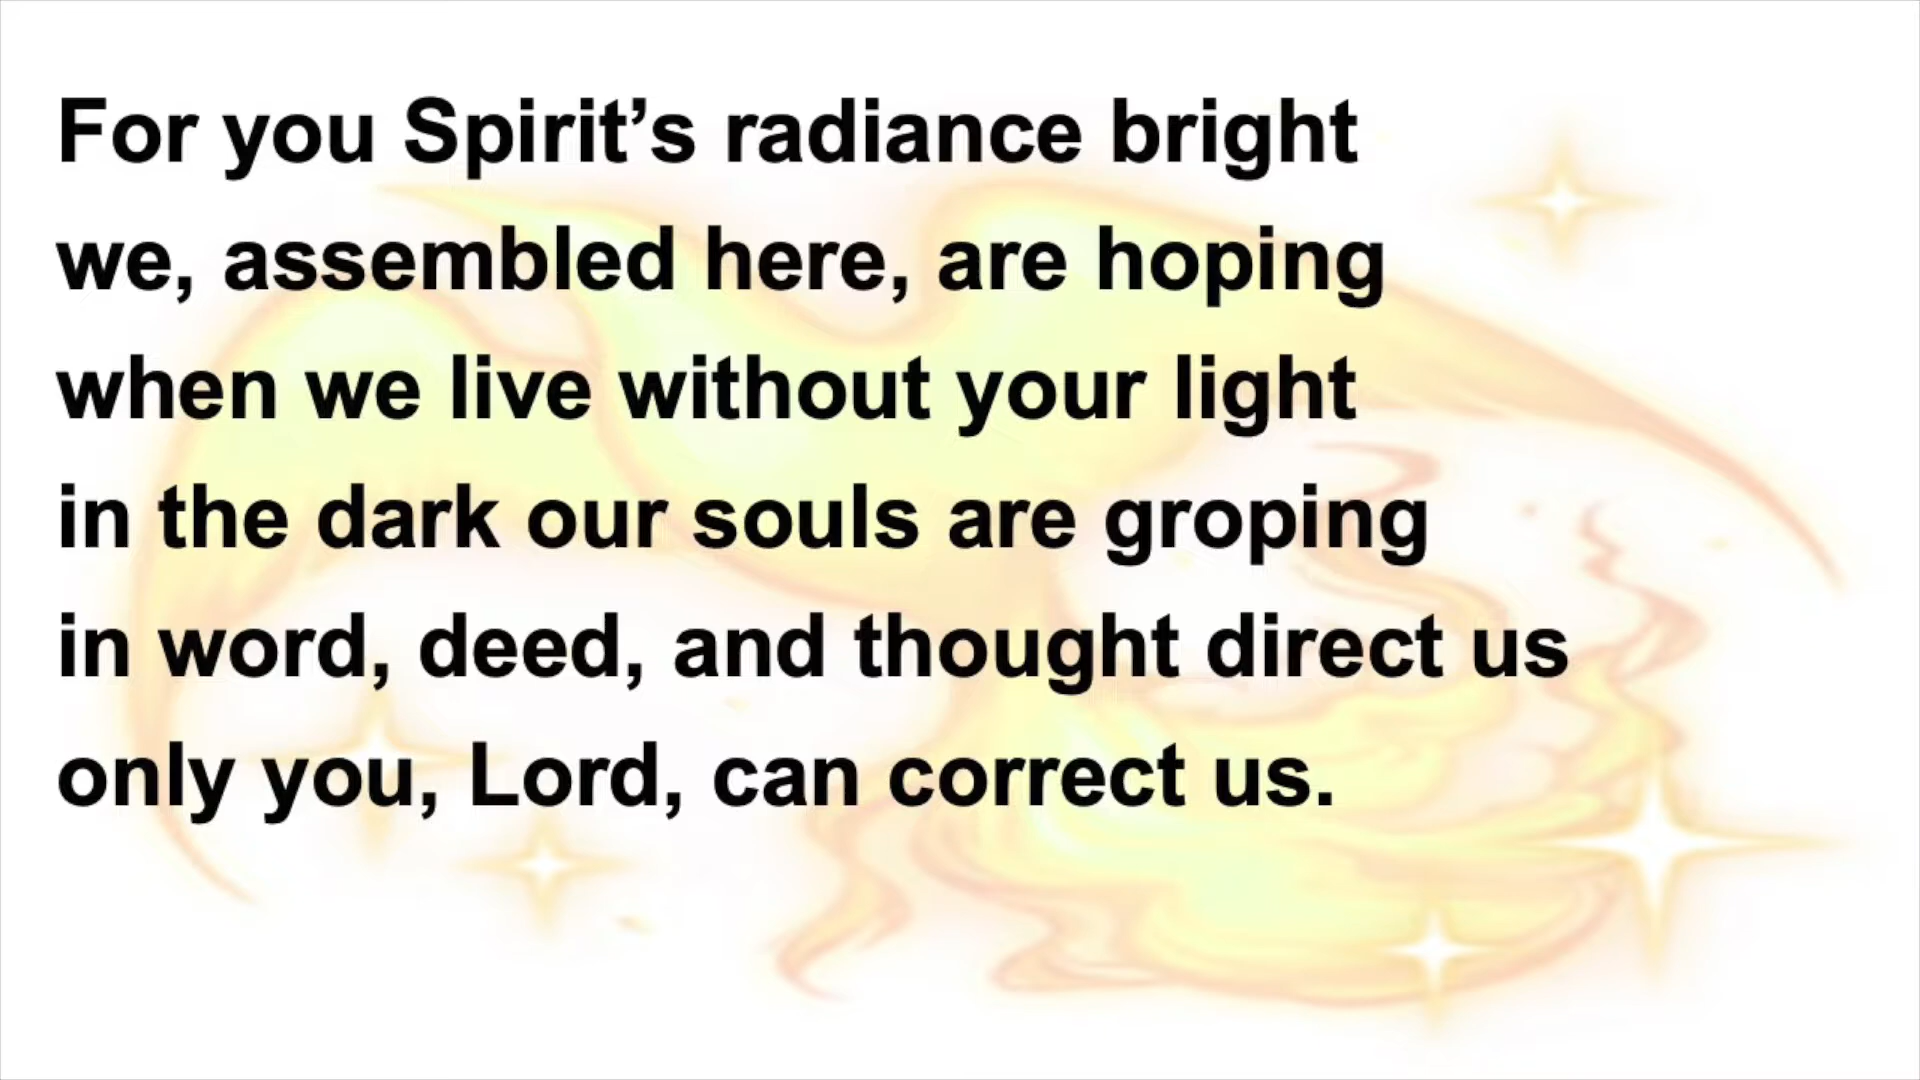 For you Spirit’s radiance bright
we, assembled here, are hoping
when we live without your light
in the dark our souls are groping
in word, deed, and thought direct us
only you, Lord, can correct us.